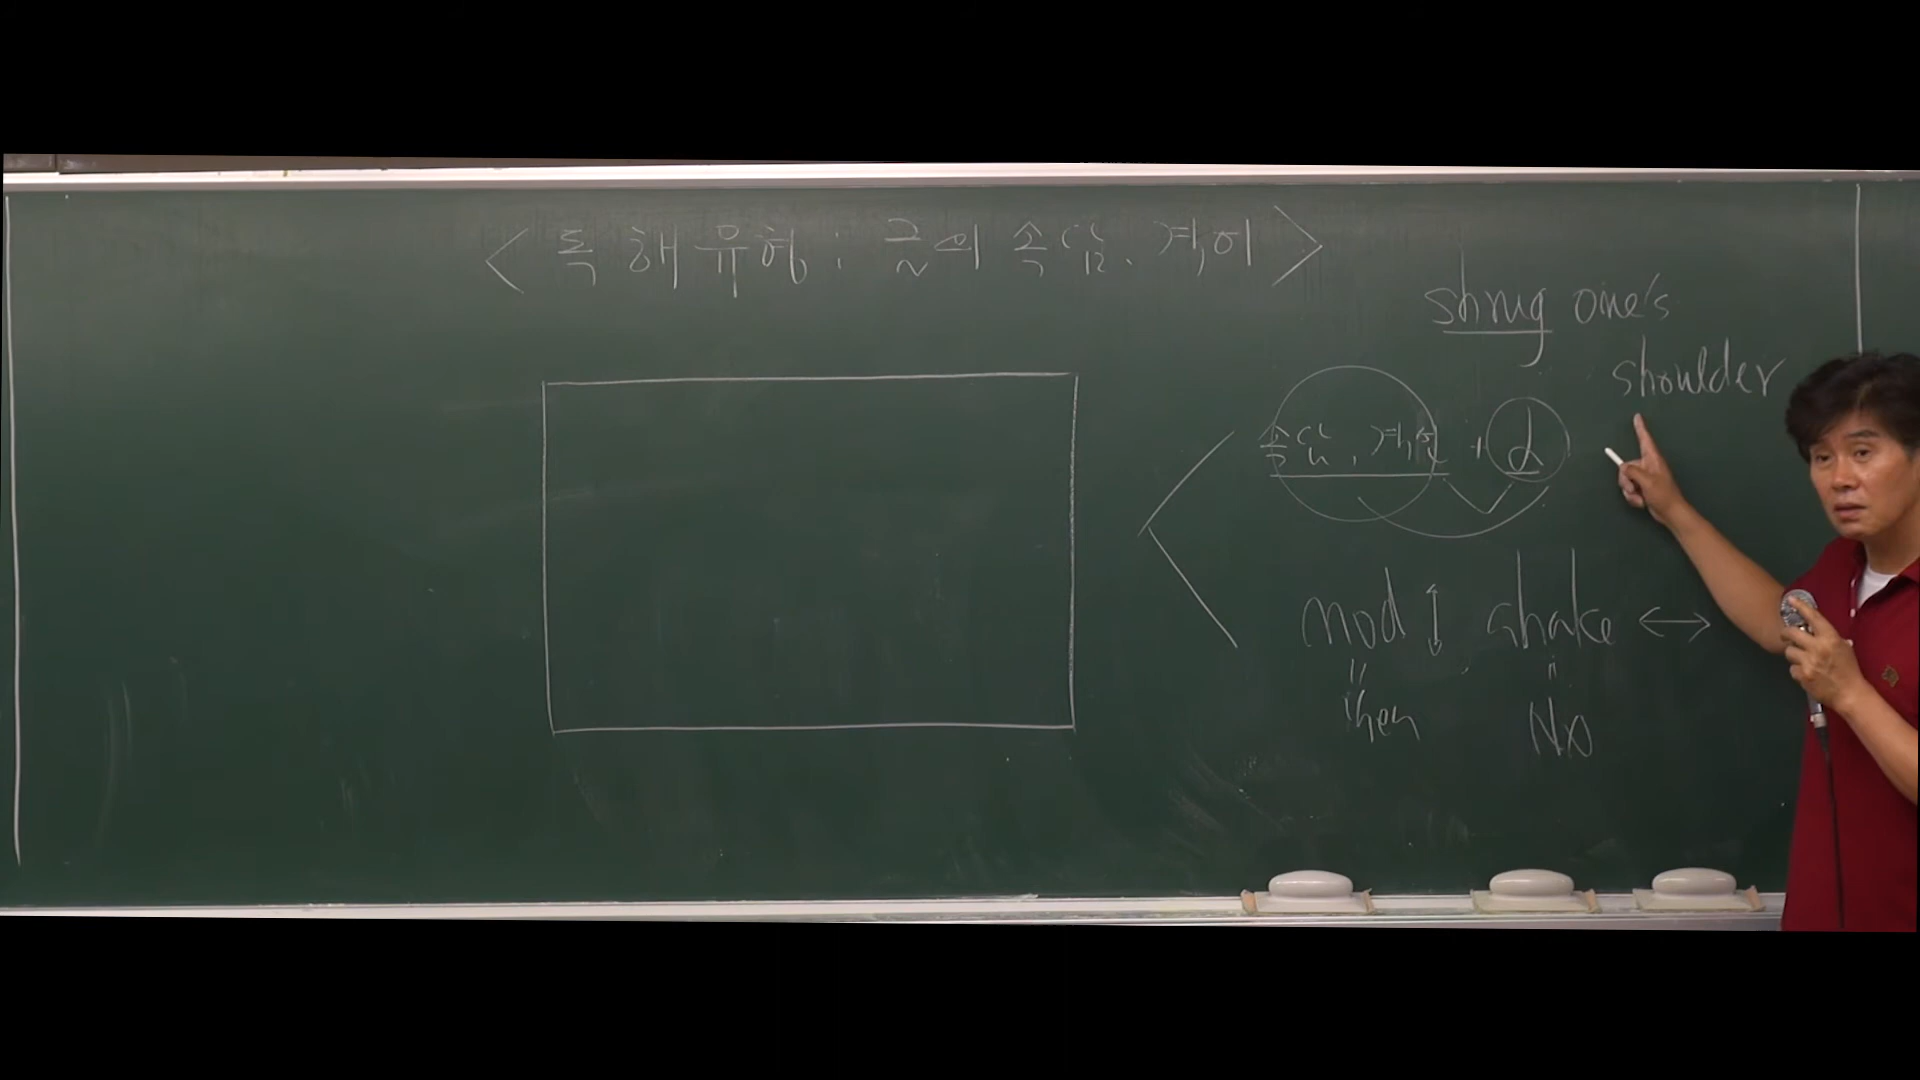 < 독해유형 : 글의 속담, 격언 >
shrug one's
shoulder
속담, 격언 + α
nod ↕ shake ↔
" "
Yes No